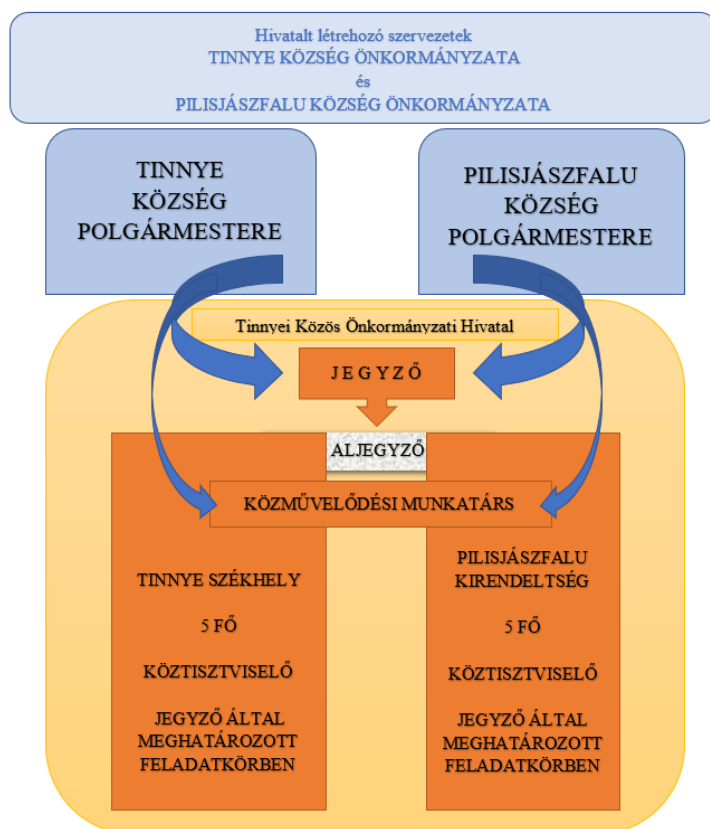 Hivatalt létrehozó szervezetek
TINNYE KÖZSÉG ÖNKORMÁNYZATA
és
PILISJÁSZFALU KÖZSÉG ÖNKORMÁNYZATA
TINNYE
KÖZSÉG
POLGÁRMESTERE
PILISJÁSZFALU
KÖZSÉG
POLGÁRMESTERE
Tinnyei Közös Önkormányzati Hivatal
J E G Y Z Ő
ALJEGYZŐ
KÖZMŰVELŐDÉSI MUNKATÁRS
TINNYE SZÉKHELY
5 FŐ
KÖZTISZTVISELŐ
JEGYZŐ ÁLTAL
MEGHATÁROZOTT
FELADATKÖRBEN
PILISJÁSZFALU
KIRENDELTSÉG
5 FŐ
KÖZTISZTVISELŐ
JEGYZŐ ÁLTAL
MEGHATÁROZOTT
FELADATKÖRBEN